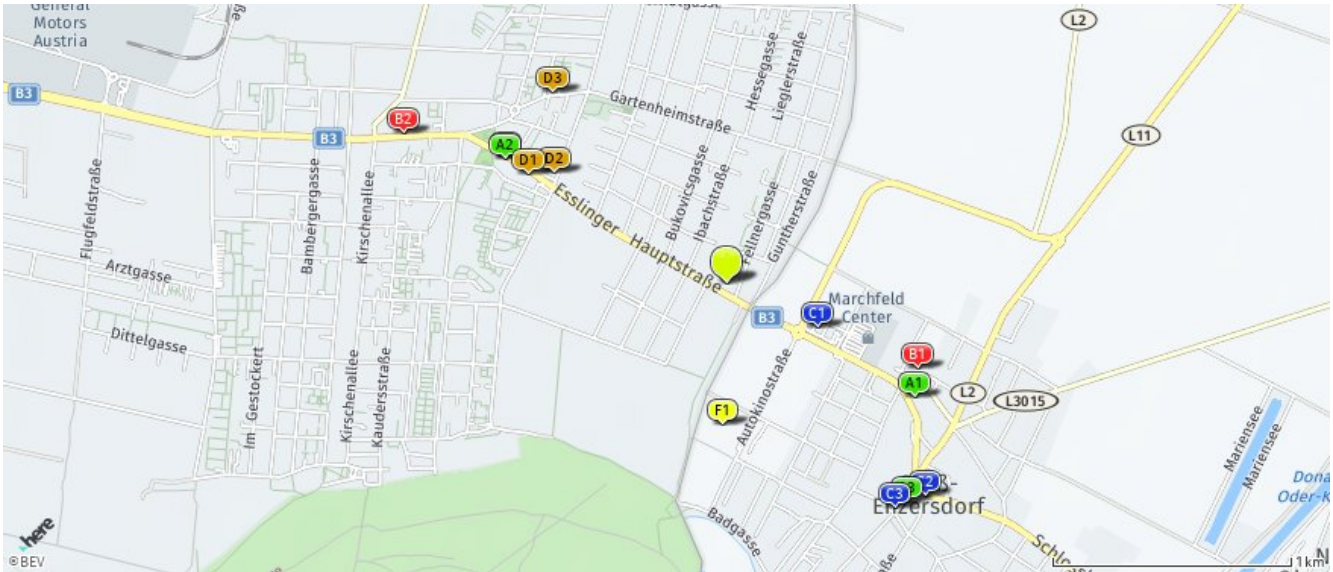 General
Motors
Austria
L2
B3
D3
Gartenheimstraße
Hessegasse
Lieglerstraße
B2
B3
A2
D1
D2
L11
Flugfeldstraße
Bambergergasse
Kirschenallee
Esslinger Hauptstraße
Bukovicsgasse
Ibachstraße
Fellnergasse
Guntherstraße
Arztgasse
Dittelgasse
B3
C1
Marchfeld
Center
B1
A1
L2
L3015
Im Gestockert
Kirschenallee
Kaudersstraße
F1
Autokinostraße
Mariensee
Mariensee
C3
Enzersdorf
Badgasse
here
©BEV
1 km